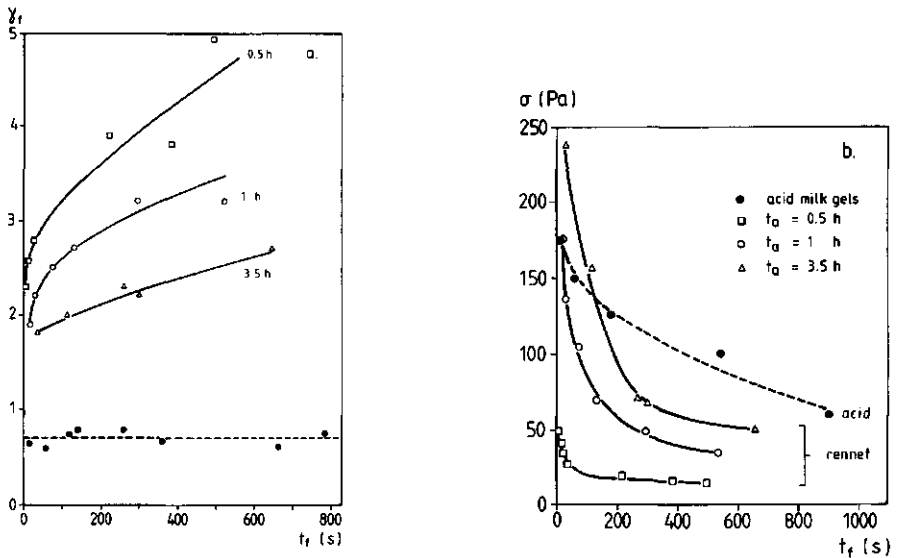 γf
5
4
3
2
1
0
0.5 h
1 h
3.5 h
0 200 400 600 800
tf (s)
σ (Pa)
250
200
150
100
50
0
b.
● acid milk gels
□ ta = 0.5 h
○ ta = 1 h
△ ta = 3.5 h
acid
rennet
0 200 400 600 800 1000
tf (s)